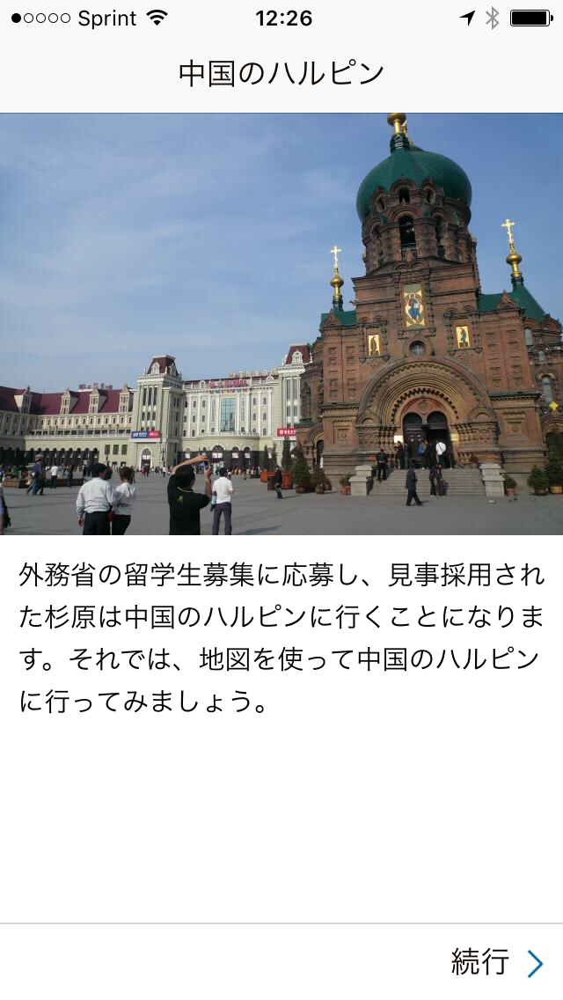 Sprint 12:26
中国のハルピン
外務省の留学生募集に応募し、見事採用され
た杉原は中国のハルピンに行くことになりま
す。それでは、地図を使って中国のハルピン
に行ってみましょう。
続行